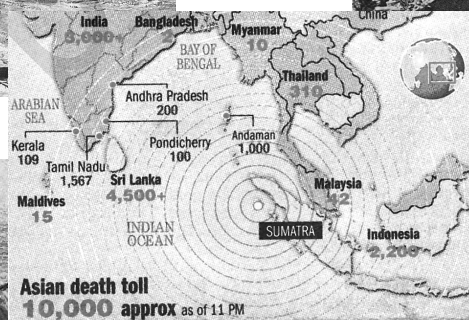 India
3,000+
Bangladesh
2
Myanmar
10
China
BAY OF
BENGAL
Thailand
310
ARABIAN
SEA
Andhra Pradesh
200
Kerala
109
Pondicherry
100
Andaman
1,000
Tamil Nadu
1,567
Sri Lanka
4,500+
Maldives
15
Malaysia
42
INDIAN
OCEAN
SUMATRA
Indonesia
2,200
Asian death toll
10,000 approx as of 11 PM